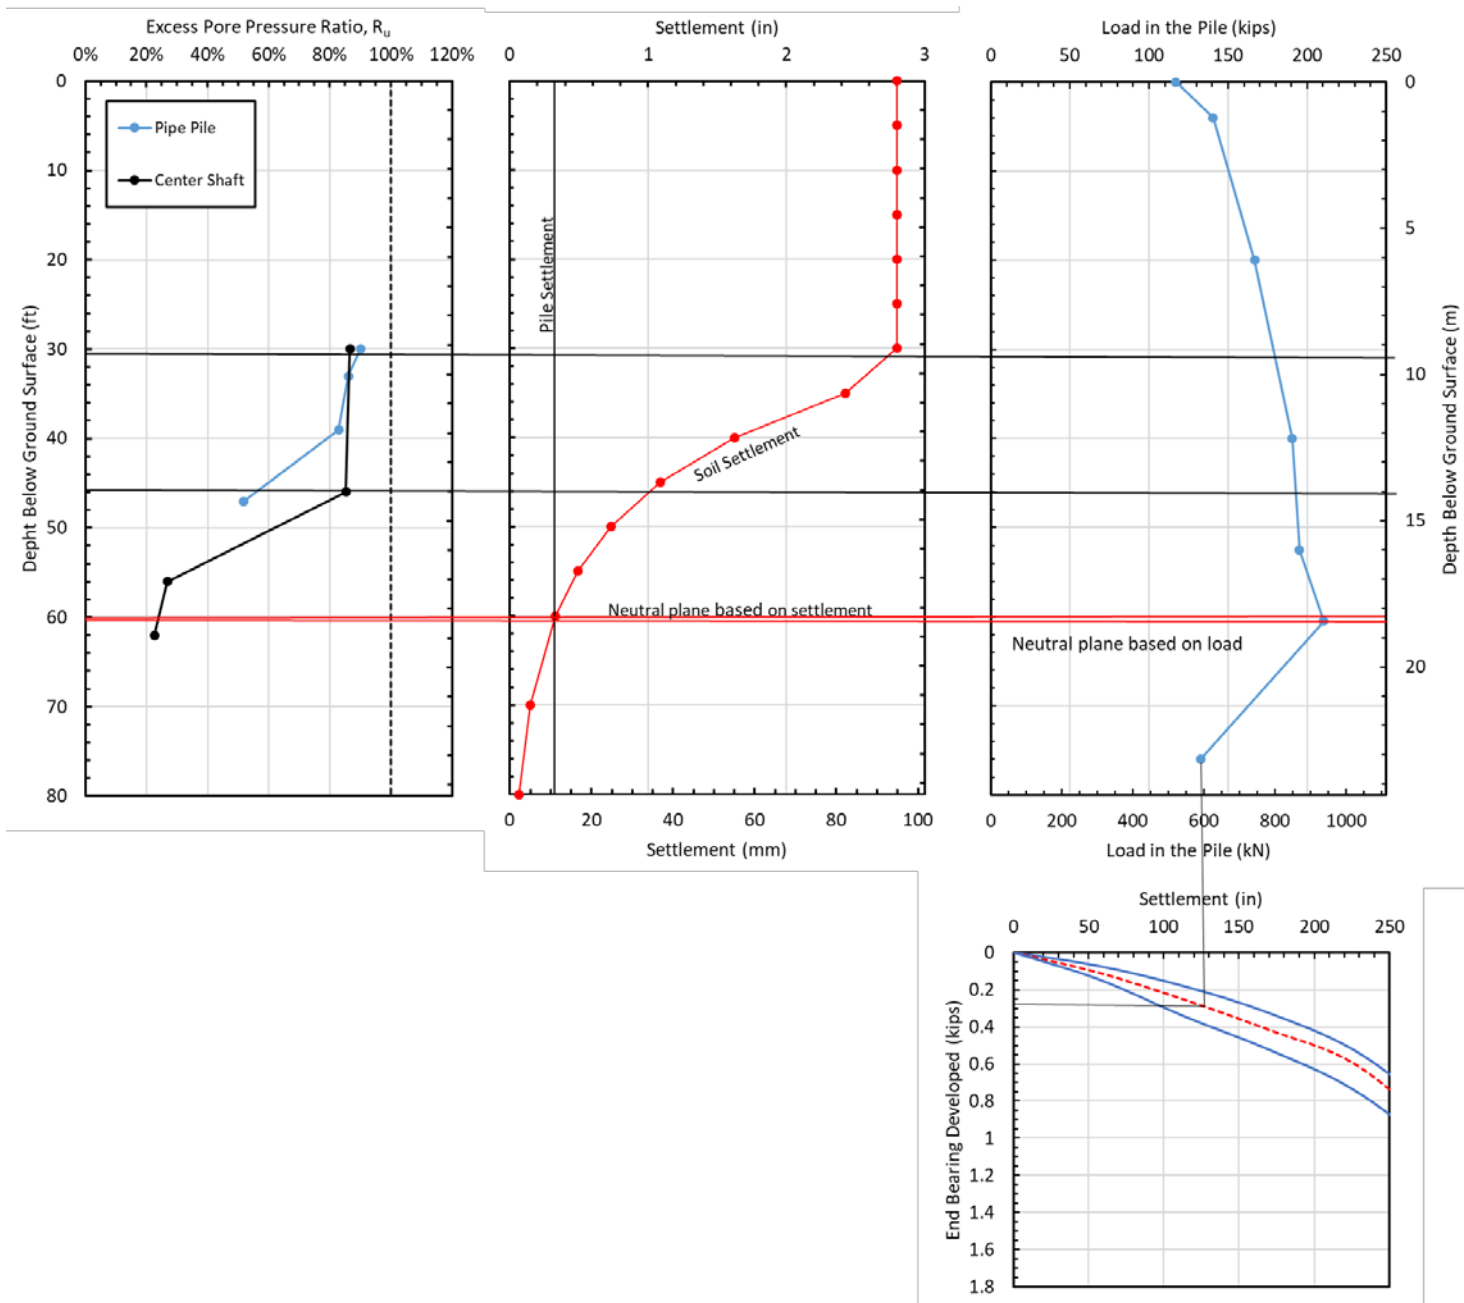 Excess Pore Pressure Ratio, Ru
0% 20% 40% 60% 80% 100% 120%
0
10
20
30
40
50
60
70
80
Depht Below Ground Surface (ft)
Pipe Pile
Center Shaft
Settlement (in)
0 1 2 3
Pile Settlement
Soil Settlement
Neutral plane based on settlement
0 20 40 60 80 100
Settlement (mm)
Load in the Pile (kips)
0 50 100 150 200 250
0
5
10
15
20
Depth Below Ground Surface (m)
Neutral plane based on load
0 200 400 600 800 1000
Load in the Pile (kN)
Settlement (in)
0 50 100 150 200 250
0
0.2
0.4
0.6
0.8
1
1.2
1.4
1.6
1.8
End Bearing Developed (kips)